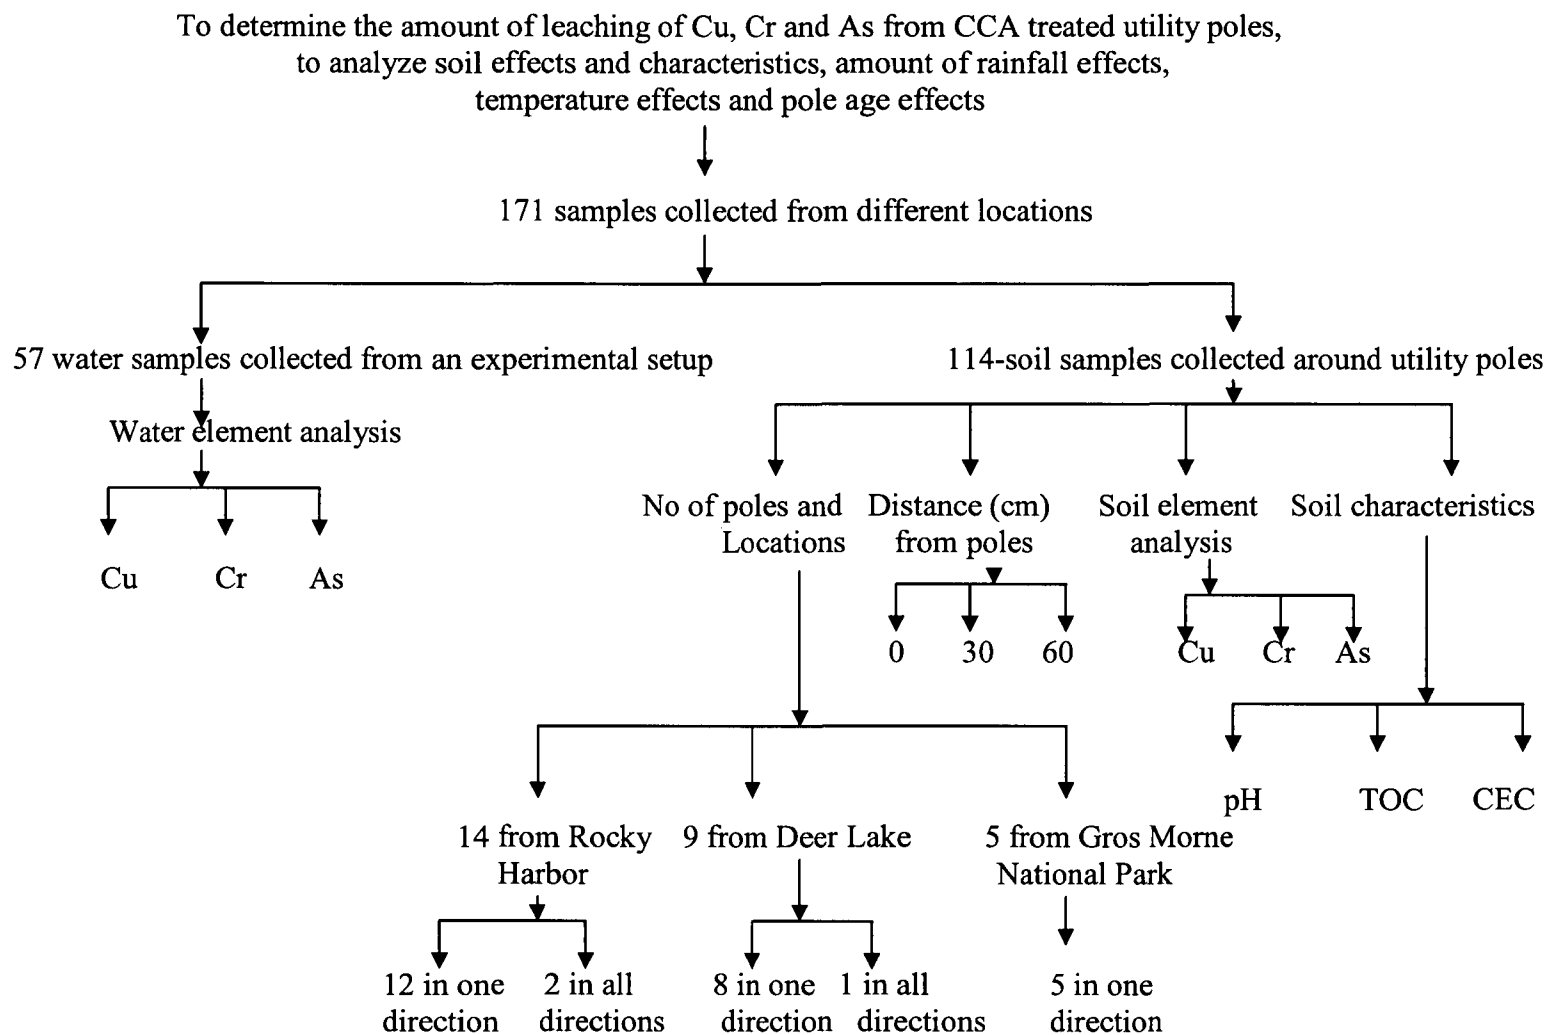 To determine the amount of leaching of Cu, Cr and As from CCA treated utility poles,
to analyze soil effects and characteristics, amount of rainfall effects,
temperature effects and pole age effects
171 samples collected from different locations
57 water samples collected from an experimental setup
114-soil samples collected around utility poles
Water element analysis
Cu
Cr
As
No of poles and
Locations
Distance (cm)
from poles
Soil element
analysis
Soil characteristics
0
30
60
Cu
Cr
As
pH
TOC
CEC
14 from Rocky
Harbor
9 from Deer Lake
5 from Gros Morne
National Park
12 in one
direction
2 in all
directions
8 in one
direction
1 in all
directions
5 in one
direction